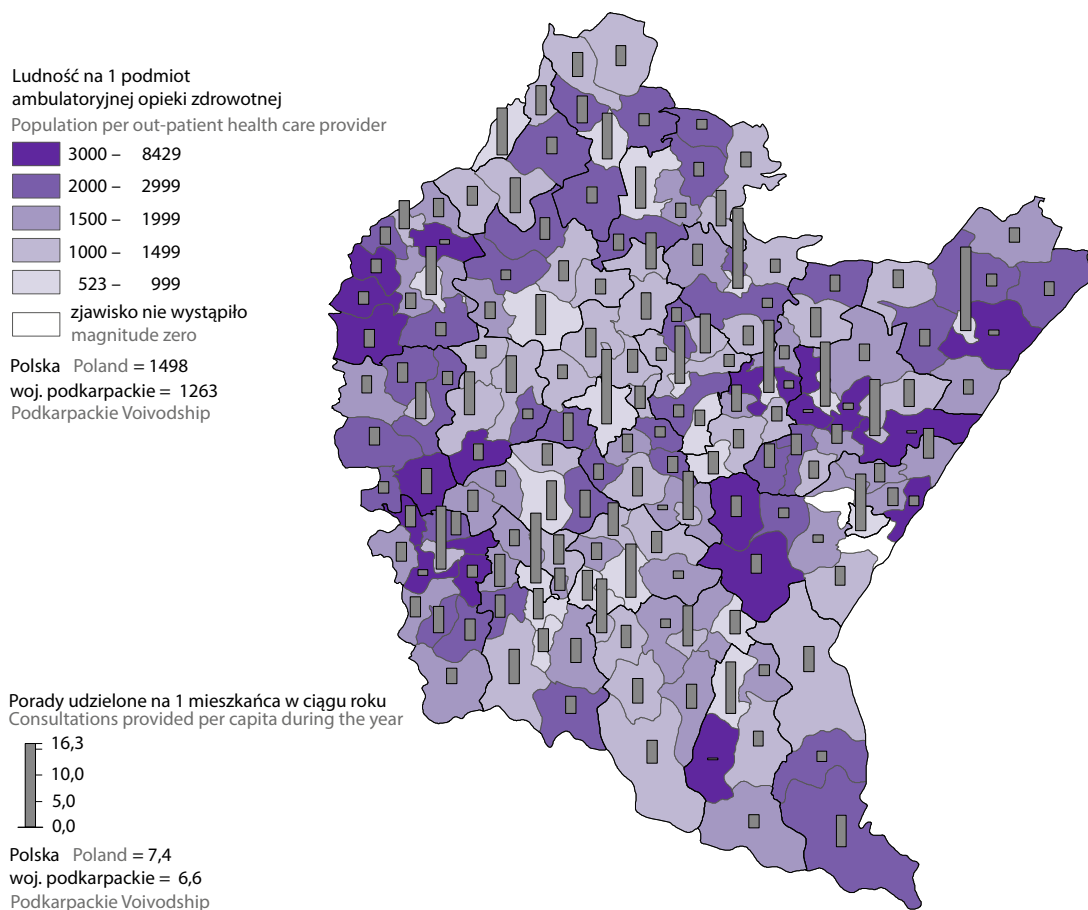 Ludność na 1 podmiot
ambulatoryjnej opieki zdrowotnej
Population per out-patient health care provider
3000 – 8429
2000 – 2999
1500 – 1999
1000 – 1499
523 – 999
zjawisko nie wystąpiło
magnitude zero
Polska Poland = 1498
woj. podkarpackie = 1263
Podkarpackie Voivodship
Porady udzielone na 1 mieszkańca w ciągu roku
Consultations provided per capita during the year
16,3
10,0
5,0
0,0
Polska Poland = 7,4
woj. podkarpackie = 6,6
Podkarpackie Voivodship